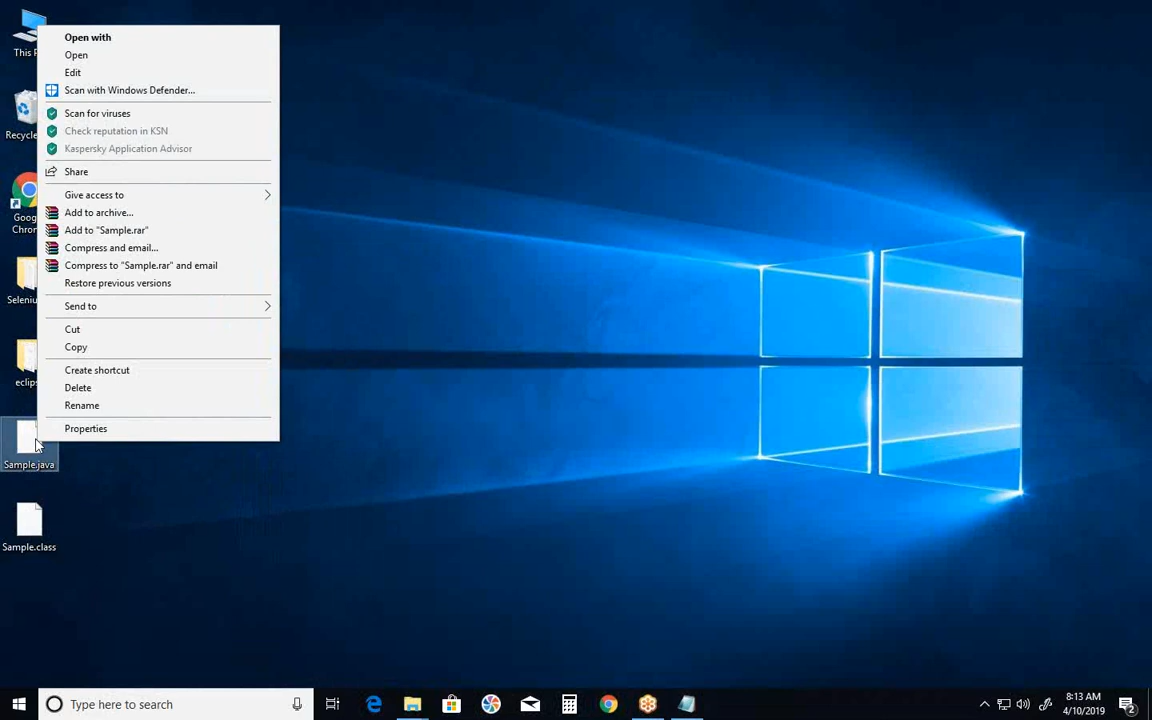 This P
Recycle
Goog
Chron
Seleniu
eclips
Sample.java
Sample.class
Open with
Open
Edit
Scan with Windows Defender...
Scan for viruses
Check reputation in KSN
Kaspersky Application Advisor
Share
Give access to
Add to archive...
Add to "Sample.rar"
Compress and email...
Compress to "Sample.rar" and email
Restore previous versions
Send to
Cut
Copy
Create shortcut
Delete
Rename
Properties
Type here to search
8:13 AM
4/10/2019
2